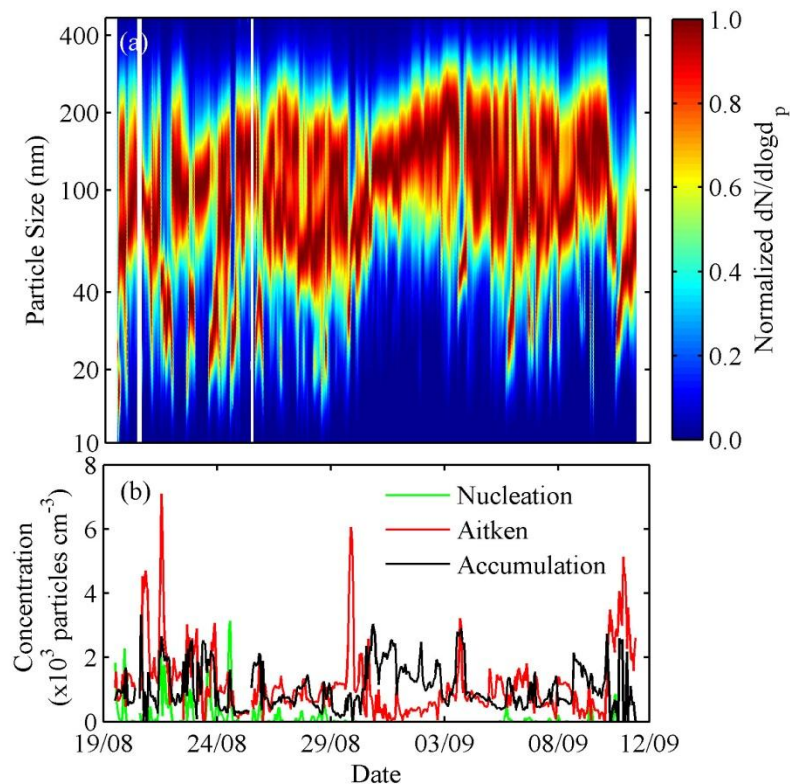 (a)
400
200
100
40
20
10
Particle Size (nm)
1.0
0.8
0.6
0.4
0.2
0.0
Normalized dN/dlogd p
(b)
8
6
4
2
0
Concentration
(x10³ particles cm⁻³)
Nucleation
Aitken
Accumulation
19/08 24/08 29/08 03/09 08/09 12/09
Date